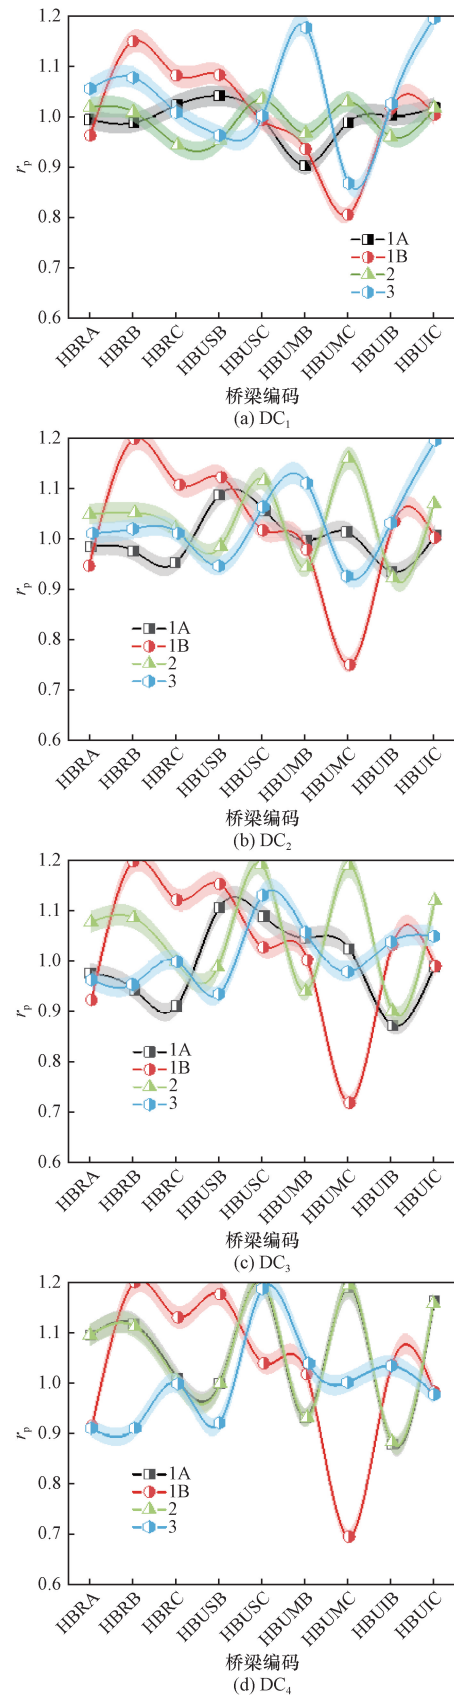 1.2
1.1
1.0
0.9
0.8
0.7
0.6
rₚ
1A
1B
2
3
HBRA
HBRB
HBRC
HBUSB
HBUSC
HBUMB
HBUMC
HBUIB
HBUIC
桥梁编码
(a) DC₁
1.2
1.1
1.0
0.9
0.8
0.7
0.6
rₚ
1A
1B
2
3
HBRA
HBRB
HBRC
HBUSB
HBUSC
HBUMB
HBUMC
HBUIB
HBUIC
桥梁编码
(b) DC₂
1.2
1.1
1.0
0.9
0.8
0.7
0.6
rₚ
1A
1B
2
3
HBRA
HBRB
HBRC
HBUSB
HBUSC
HBUMB
HBUMC
HBUIB
HBUIC
桥梁编码
(c) DC₃
1.2
1.1
1.0
0.9
0.8
0.7
0.6
rₚ
1A
1B
2
3
HBRA
HBRB
HBRC
HBUSB
HBUSC
HBUMB
HBUMC
HBUIB
HBUIC
桥梁编码
(d) DC₄